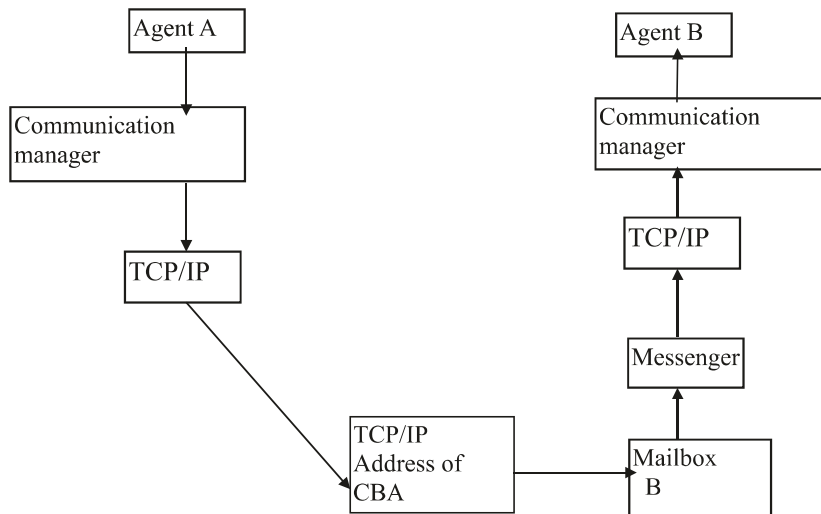 Agent A
Communication
manager
TCP/IP
TCP/IP
Address of
CBA
Mailbox
B
Messenger
TCP/IP
Communication
manager
Agent B